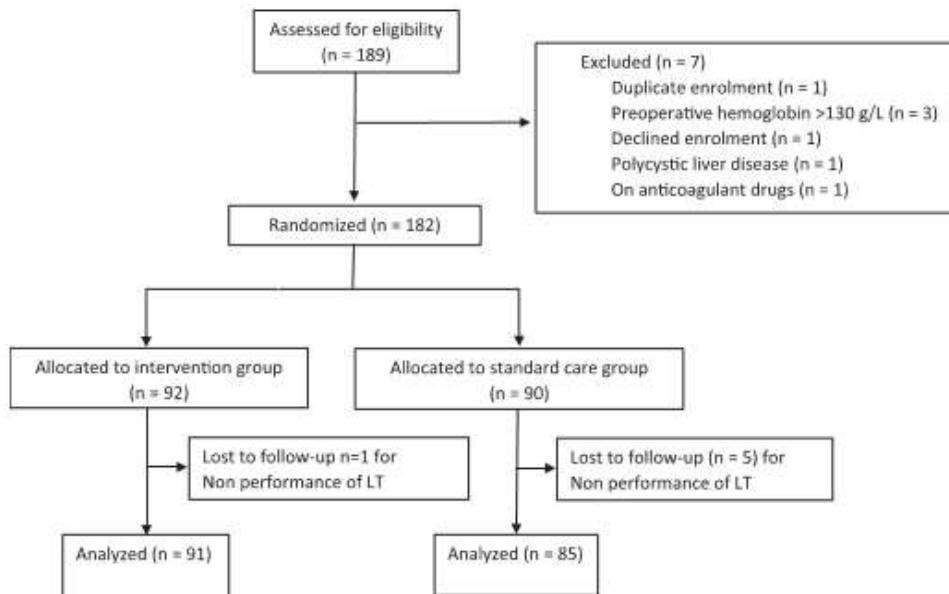 Assessed for eligibility
(n = 189)
Excluded (n = 7)
Duplicate enrolment (n = 1)
Preoperative hemoglobin >130 g/L (n = 3)
Declined enrolment (n = 1)
Polycystic liver disease (n = 1)
On anticoagulant drugs (n = 1)
Randomized (n = 182)
Allocated to intervention group
(n = 92)
Allocated to standard care group
(n = 90)
Lost to follow-up n=1 for
Non performance of LT
Lost to follow-up (n = 5) for
Non performance of LT
Analyzed (n = 91)
Analyzed (n = 85)